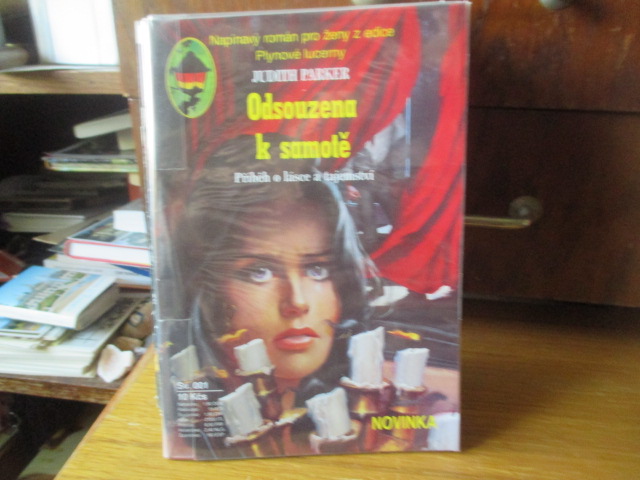 Napínavý román pro ženy z edice
Plynové lucerny
JUDITH PARKER
Odsouzena
k samotě
Příběh o lásce a tajemství
Sv. 001
10 Kčs
NOVINKA